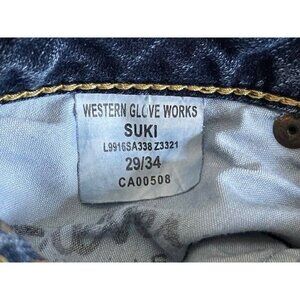 WESTERN GLOVE WORKS
SUKI
L9916SA338 Z3321
29/34
CA00508